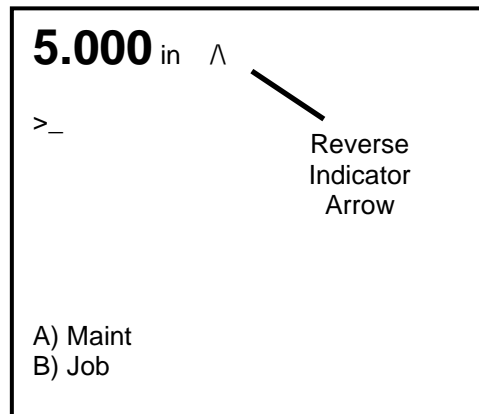 5.000 in /\
>_
Reverse
Indicator
Arrow
A) Maint
B) Job